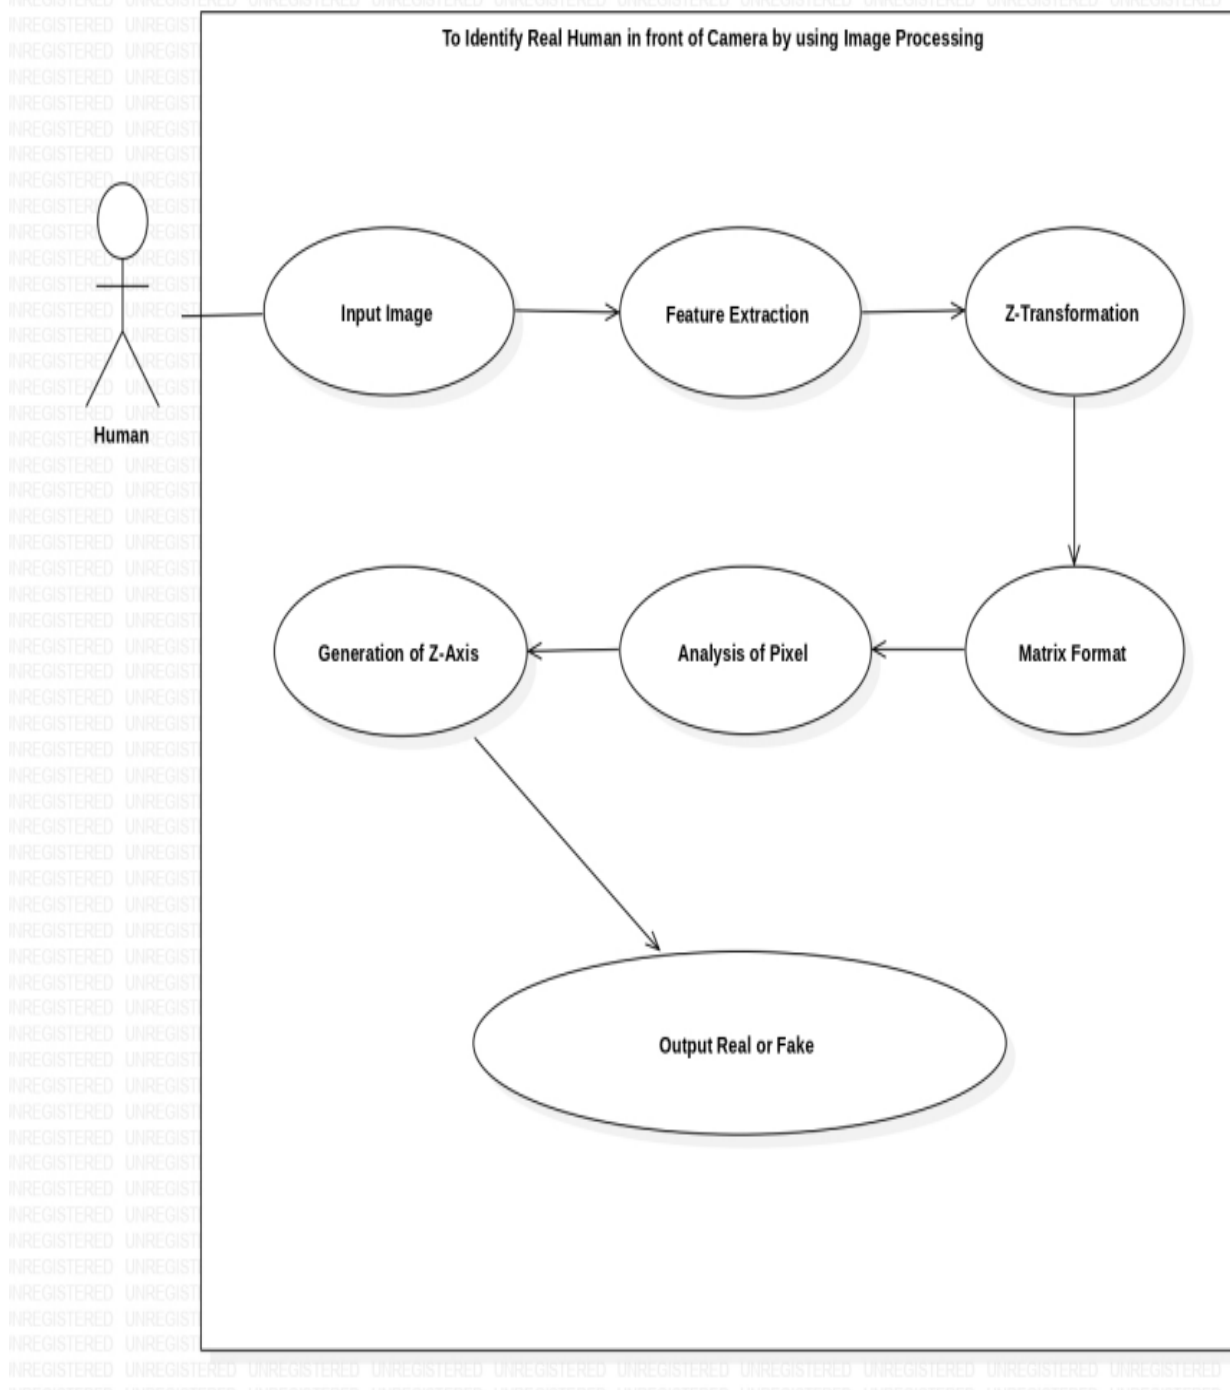 To Identify Real Human in front of Camera by using Image Processing
Input Image
Feature Extraction
Z-Transformation
Human
Generation of Z-Axis
Analysis of Pixel
Matrix Format
Output Real or Fake
UNREGISTERED